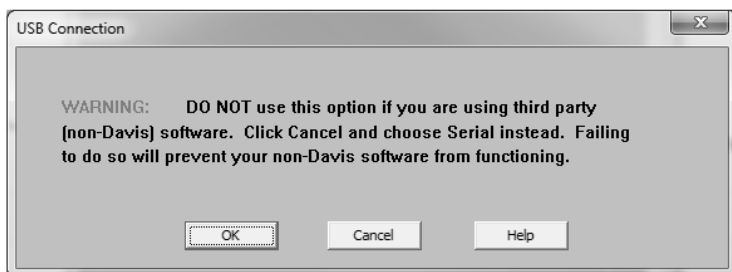 USB Connection
WARNING: DO NOT use this option if you are using third party
(non-Davis) software. Click Cancel and choose Serial instead. Failing
to do so will prevent your non-Davis software from functioning.
OK Cancel Help